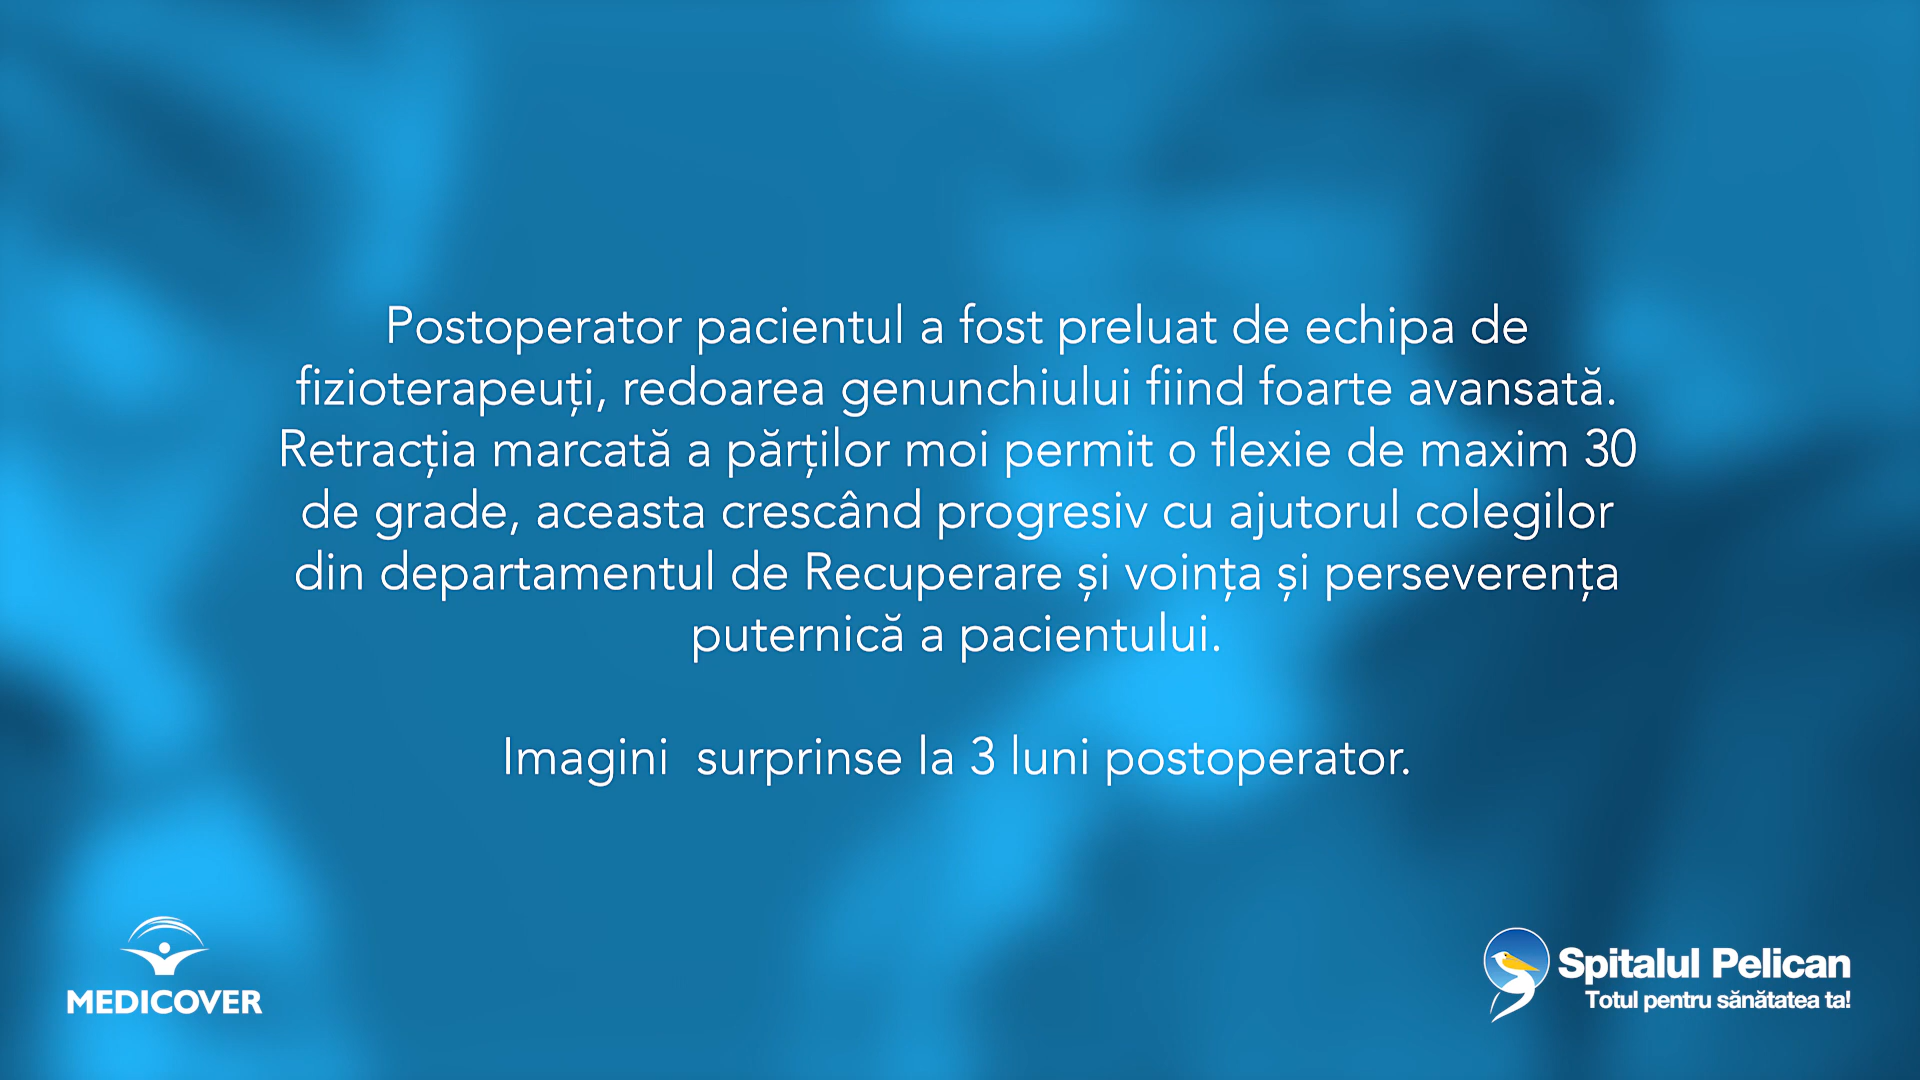 Postoperator pacientul a fost preluat de echipa de
fizioterapeuți, redoarea genunchiului fiind foarte avansată.
Retracția marcată a părților moi permit o flexie de maxim 30
de grade, aceasta crescând progresiv cu ajutorul colegilor
din departamentul de Recuperare și voința și perseverența
puternică a pacientului.
Imagini  surprinse la 3 luni postoperator.
MEDICOVER
Spitalul Pelican
Totul pentru sănătatea ta!